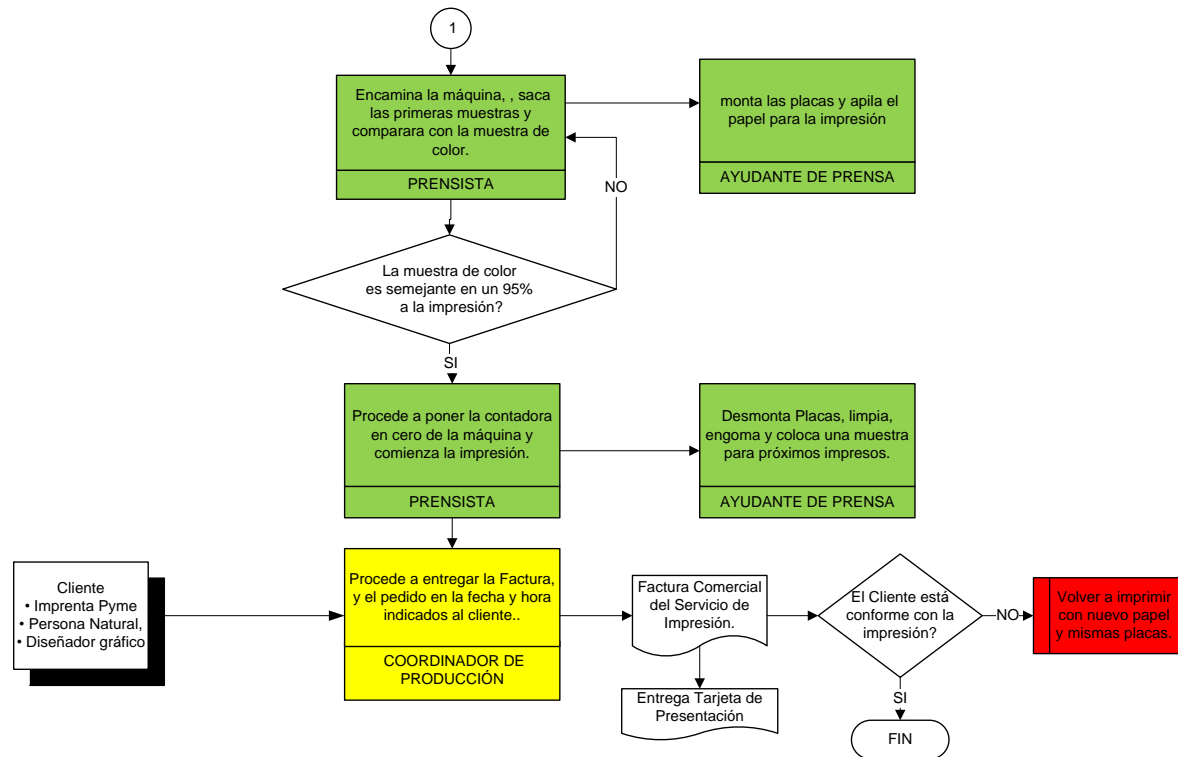 1
Encamina la máquina, , saca
las primeras muestras y
comparara con la muestra de
color.
PRENSISTA
monta las placas y apila el
papel para la impresión
AYUDANTE DE PRENSA
NO
La muestra de color
es semejante en un 95%
a la impresión?
SI
Procede a poner la contadora
en cero de la máquina y
comienza la impresión.
PRENSISTA
Desmonta Placas, limpia,
engoma y coloca una muestra
para próximos impresos.
AYUDANTE DE PRENSA
Cliente
• Imprenta Pyme
• Persona Natural,
• Diseñador gráfico
Procede a entregar la Factura,
y el pedido en la fecha y hora
indicados al cliente..
COORDINADOR DE
PRODUCCIÓN
Factura Comercial
del Servicio de
Impresión.
Entrega Tarjeta de
Presentación
El Cliente está
conforme con la
impresión?
NO
Volver a imprimir
con nuevo papel
y mismas placas.
SI
FIN